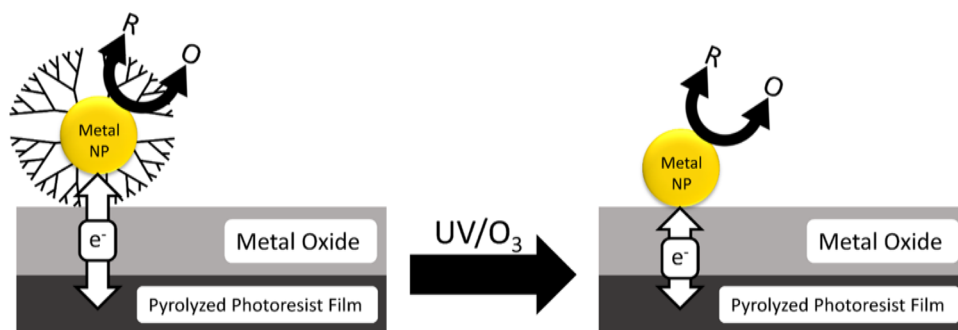 R
O
Metal
NP
e-
Metal Oxide
Pyrolyzed Photoresist Film
UV/O₃
R
O
Metal
NP
e-
Metal Oxide
Pyrolyzed Photoresist Film